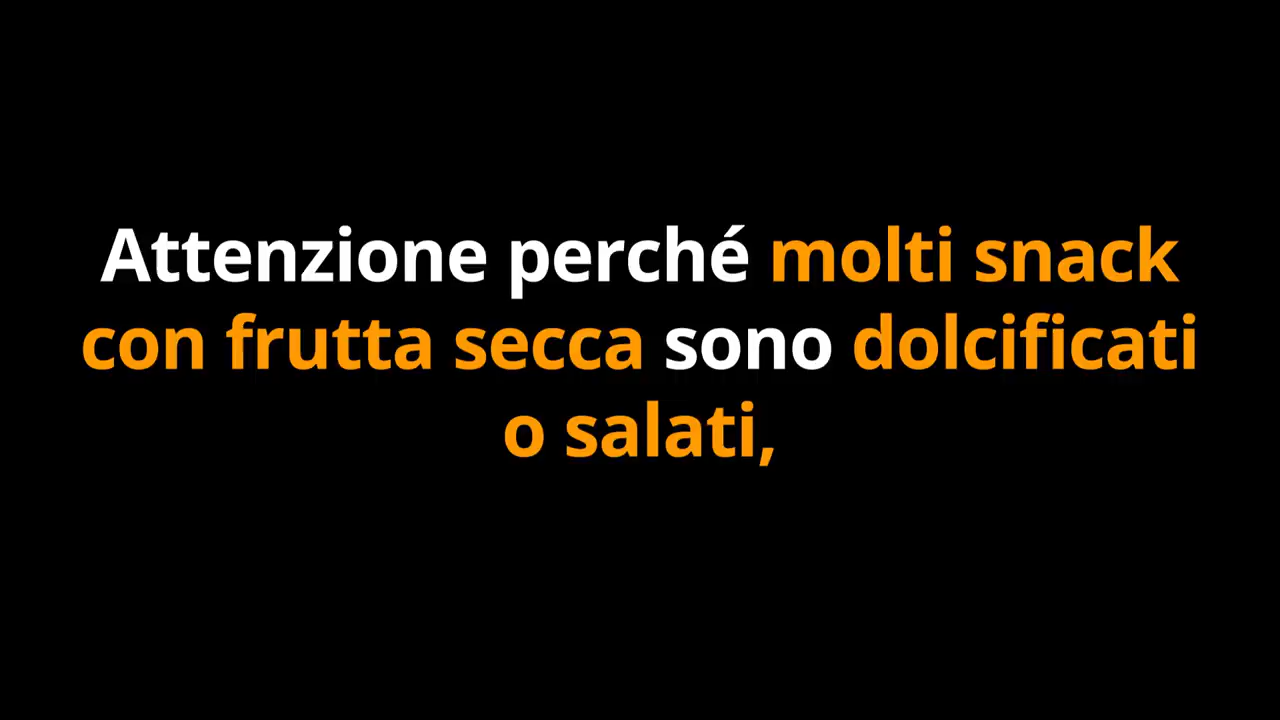 Attenzione perché molti snack
con frutta secca sono dolcificati
o salati,